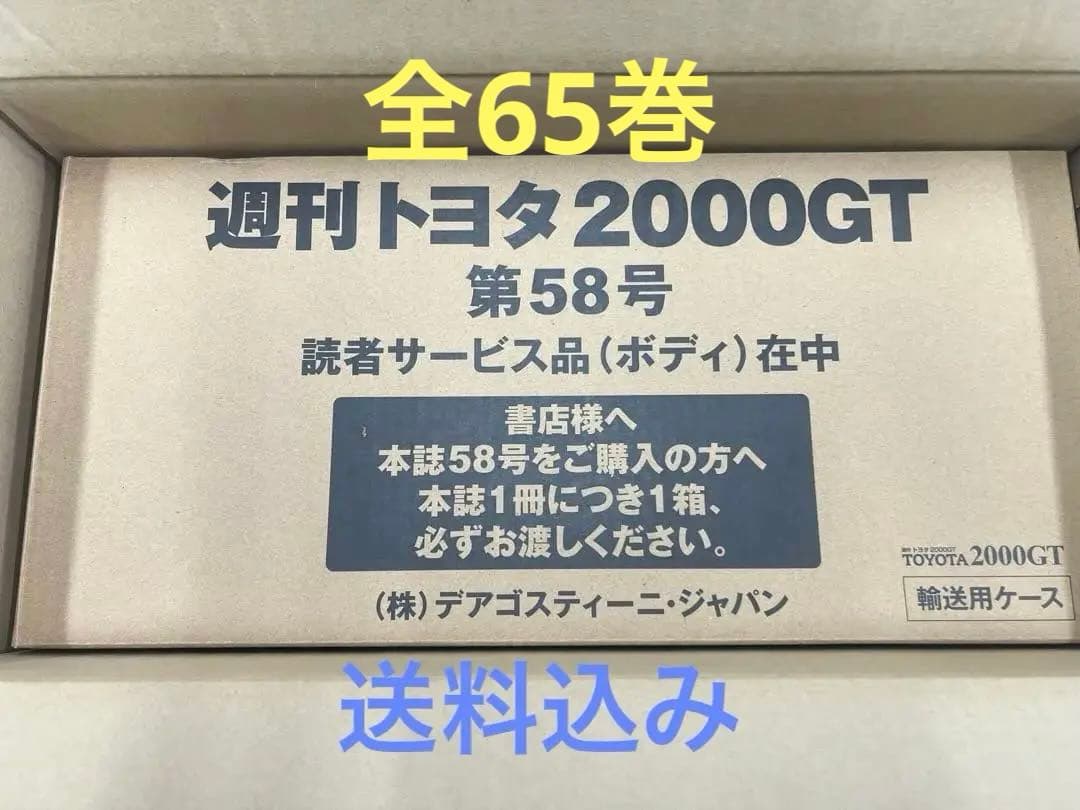 全65巻
週刊トヨタ2000GT
第58号
読者サービス品(ボディ)在中
書店様へ
本誌58号をご購入の方へ
本誌1冊につき1箱、
必ずお渡しください。
週刊トヨタ2000GT
TOYOTA 2000GT
輸送用ケース
(株)デアゴスティーニ・ジャパン
送料込み